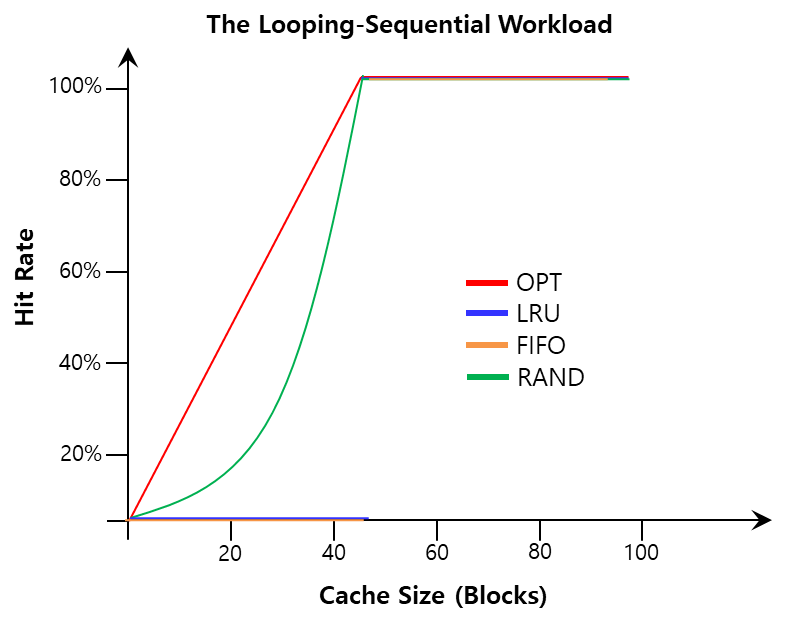 The Looping-Sequential Workload
100%
80%
60%
40%
20%
Hit Rate
OPT
LRU
FIFO
RAND
20 40 60 80 100
Cache Size (Blocks)